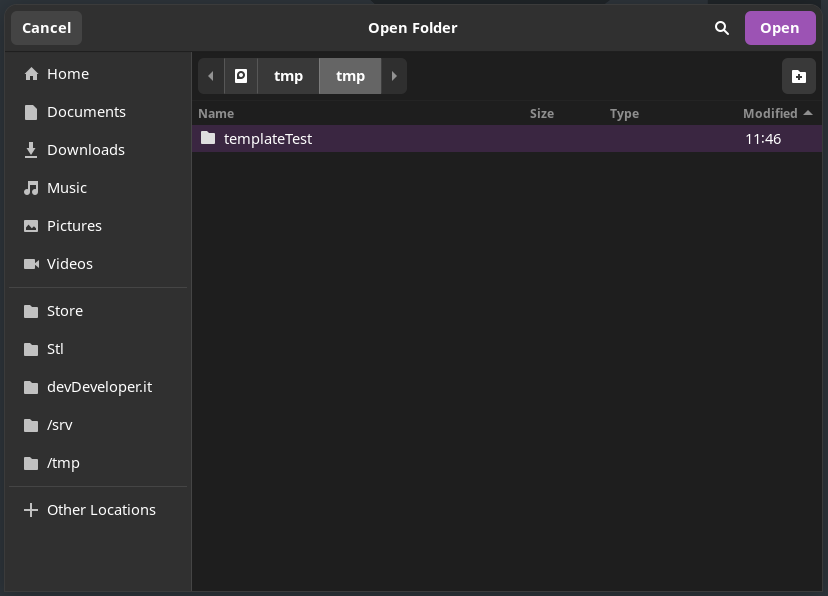 Cancel
Open Folder
Open
Home
Documents
Downloads
Music
Pictures
Videos
Store
Stl
devDeveloper.it
/srv
/tmp
Other Locations
tmp tmp
Name Size Type Modified
templateTest 11:46